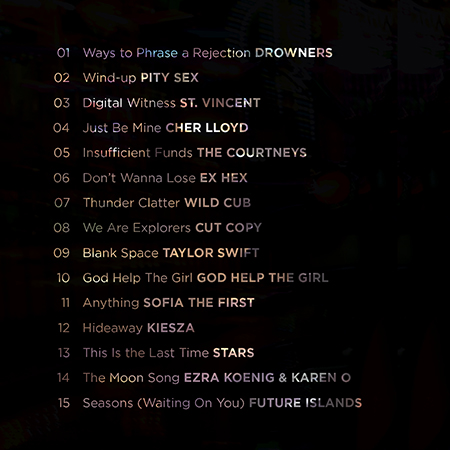 01 Ways to Phrase a Rejection DROWNERS
02 Wind-up PITY SEX
03 Digital Witness ST. VINCENT
04 Just Be Mine CHER LLOYD
05 Insufficient Funds THE COURTNEYS
06 Don't Wanna Lose EX HEX
07 Thunder Clatter WILD CUB
08 We Are Explorers CUT COPY
09 Blank Space TAYLOR SWIFT
10 God Help The Girl GOD HELP THE GIRL
11 Anything SOFIA THE FIRST
12 Hideaway KIESZA
13 This Is the Last Time STARS
14 The Moon Song EZRA KOENIG & KAREN O
15 Seasons (Waiting On You) FUTURE ISLANDS